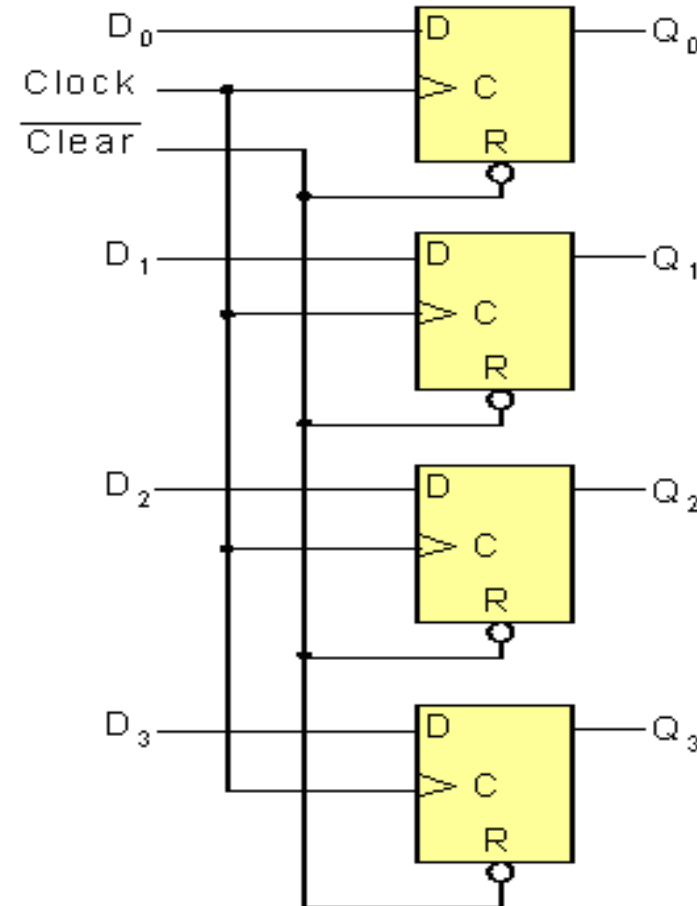 D₀ D Q₀
Clock C
Clear R
D₁ D Q₁
C
R
D₂ D Q₂
C
R
D₃ D Q₃
C
R